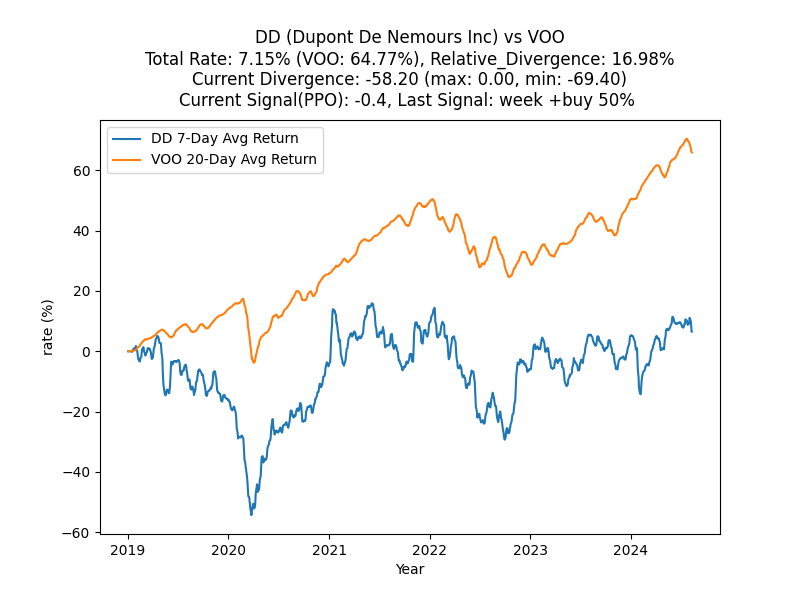 DD (Dupont De Nemours Inc) vs VOO
Total Rate: 7.15% (VOO: 64.77%), Relative_Divergence: 16.98%
Current Divergence: -58.20 (max: 0.00, min: -69.40)
Current Signal(PPO): -0.4, Last Signal: week +buy 50%
DD 7-Day Avg Return
VOO 20-Day Avg Return
60
40
20
0
−20
−40
−60
rate (%)
2019 2020 2021 2022 2023 2024
Year